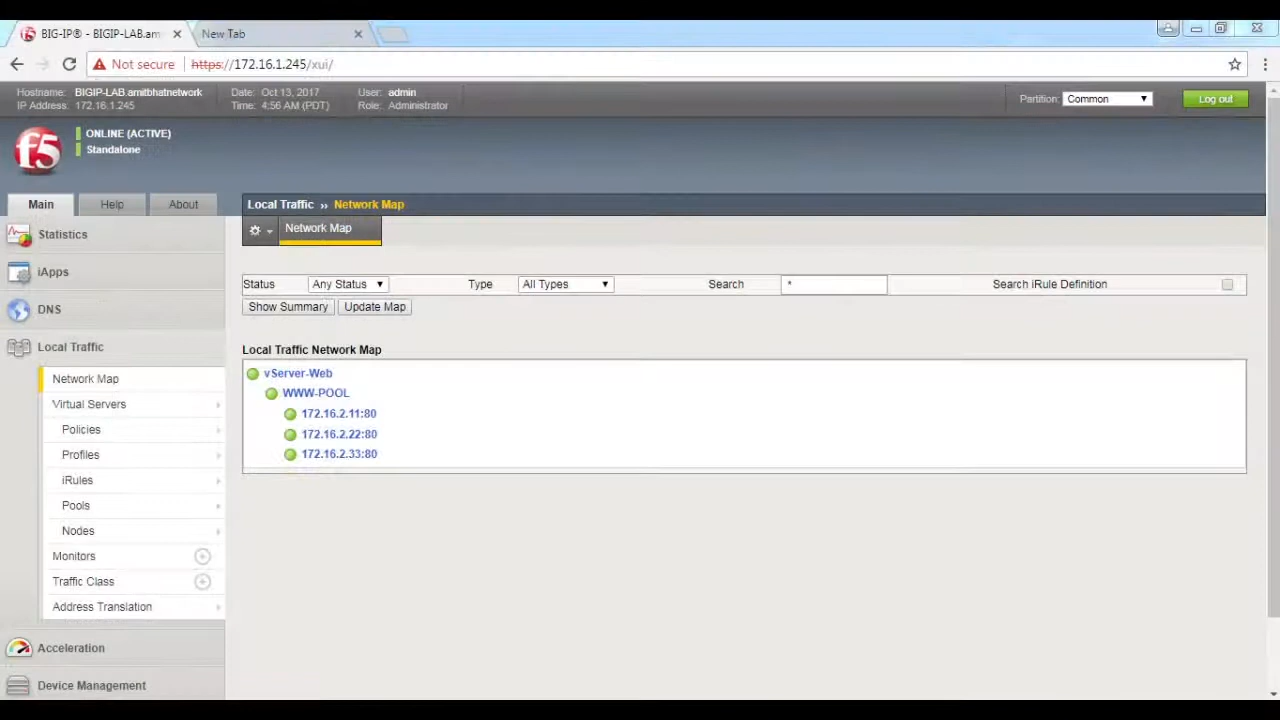 BIG-IP® - BIGIP-LAB.am
New Tab
Not secure https://172.16.1.245/xui/
Hostname: BIGIP-LAB.amitbhatnetwork Date: Oct 13, 2017 User: admin
IP Address: 172.16.1.245 Time: 4:56 AM (PDT) Role: Administrator
Partition: Common Log out
f5
ONLINE (ACTIVE)
Standalone
Main Help About
Local Traffic ›› Network Map
Network Map
Statistics
iApps
DNS
Local Traffic
Network Map
Virtual Servers
Policies
Profiles
iRules
Pools
Nodes
Monitors
Traffic Class
Address Translation
Acceleration
Device Management
Status Any Status Type All Types Search * Search iRule Definition
Show Summary Update Map
Local Traffic Network Map
vServer-Web
WWW-POOL
172.16.2.11:80
172.16.2.22:80
172.16.2.33:80